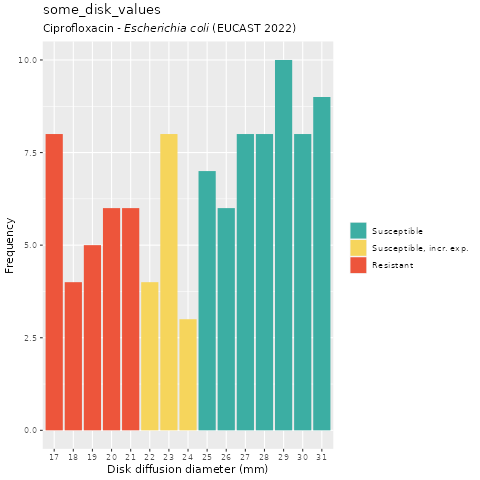 some_disk_values
Ciprofloxacin - Escherichia coli (EUCAST 2022)
10.0
7.5
5.0
2.5
0.0
Frequency
17 18 19 20 21 22 23 24 25 26 27 28 29 30 31
Disk diffusion diameter (mm)
Susceptible
Susceptible, incr. exp.
Resistant